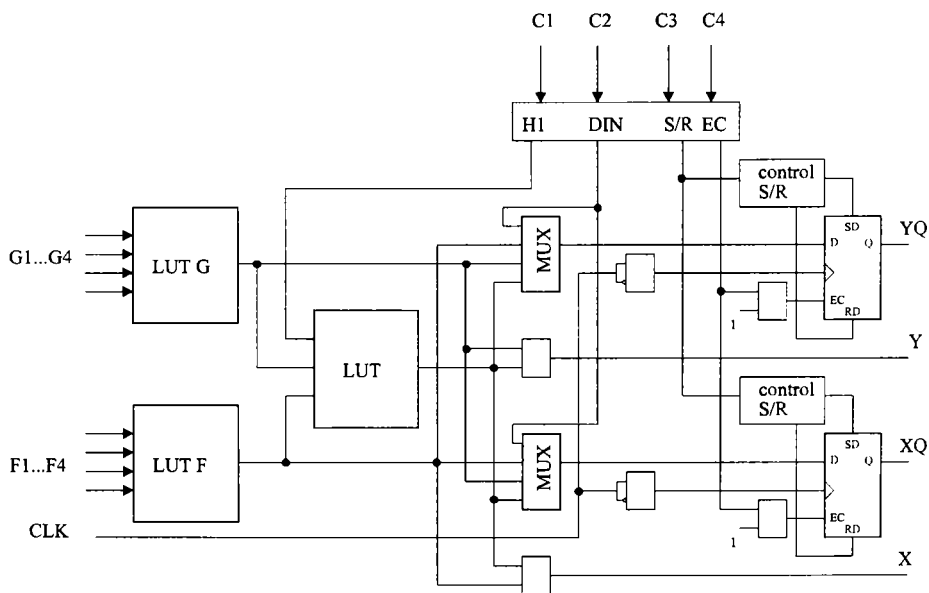 C1 C2 C3 C4
H1 DIN S/R EC
control
S/R
SD
D Q
YQ
MUX
G1...G4
LUT G
EC
1
RD
Y
LUT
control
S/R
SD
D Q
XQ
MUX
F1...F4
LUT F
EC
CLK
1
RD
X